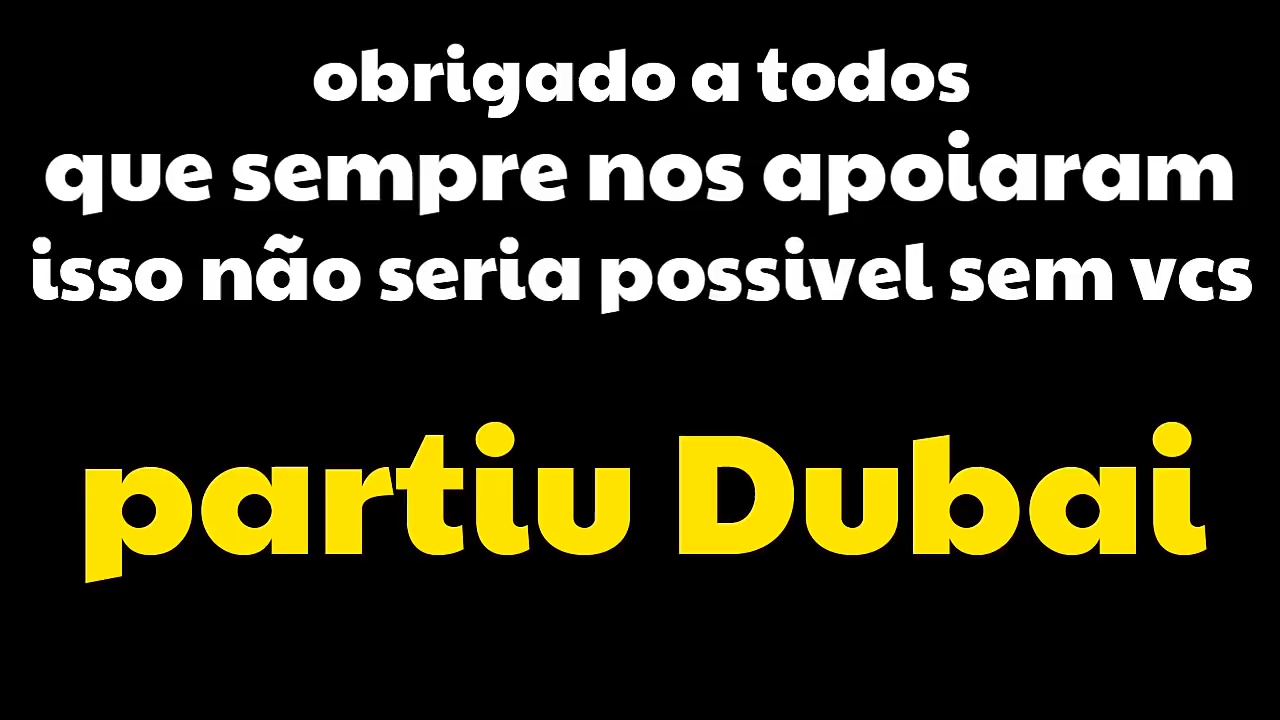 obrigado a todos
que sempre nos apoiaram
isso não seria possivel sem vcs
partiu Dubai